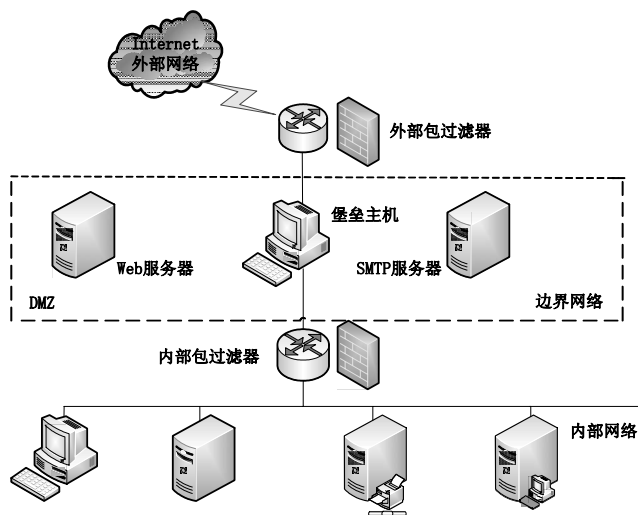 Internet
外部网络
外部包过滤器
堡垒主机
Web服务器
SMTP服务器
DMZ
边界网络
内部包过滤器
内部网络